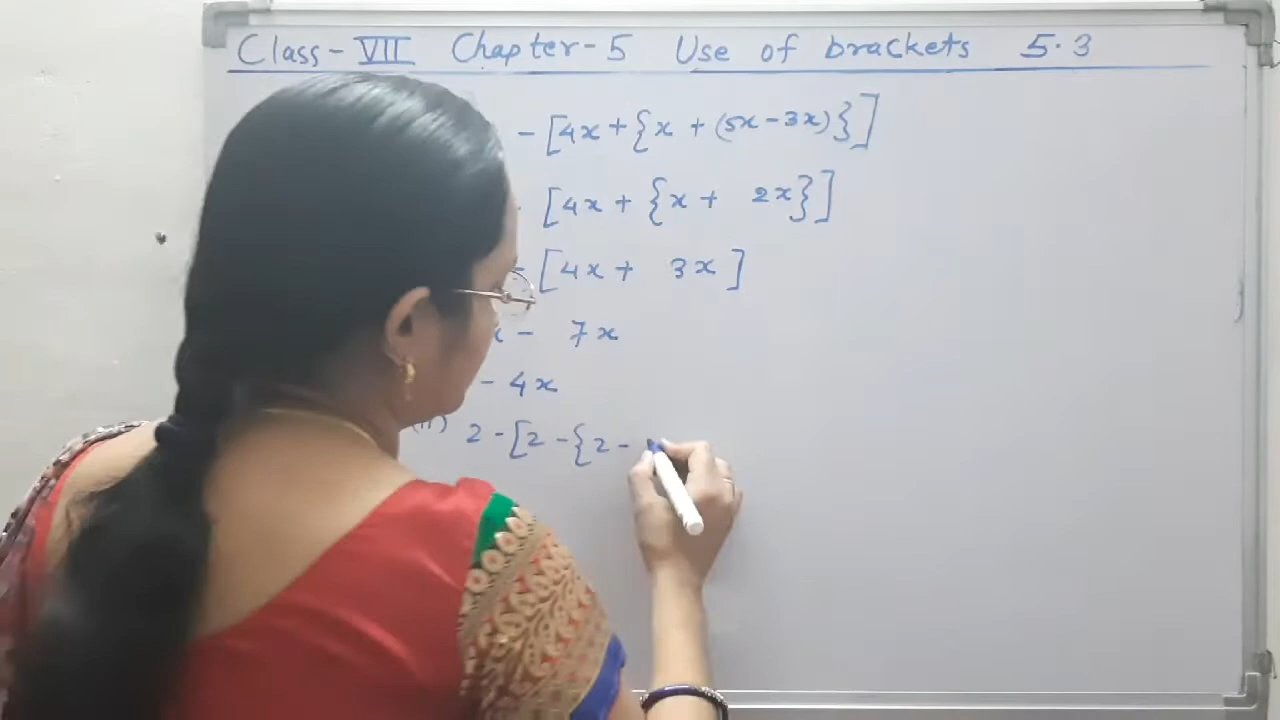 Class - VII Chapter - 5 Use of brackets 5.3
- [4x + {x + (5x - 3x)}]
- [4x + {x + 2x}]
- [4x + 3x]
x - 7x
- 4x
(ii) 2 - [2 - {2 -